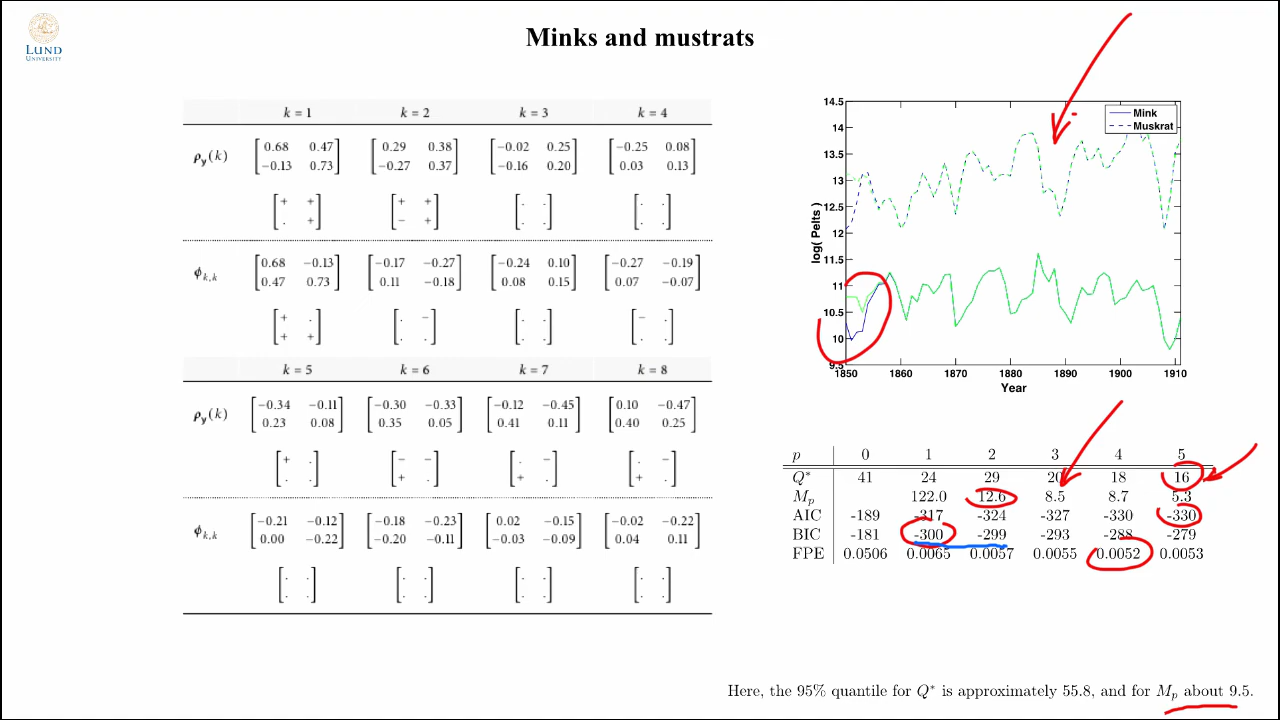 LUND
UNIVERSITY
Minks and mustrats
k = 1 k = 2 k = 3 k = 4
ρy(k) [0.68 0.47 [0.29 0.38 [−0.02 0.25 [−0.25 0.08
−0.13 0.73] −0.27 0.37] −0.16 0.20] 0.03 0.13]
[+ + [+ + [. . [. .
. +] − +] . .] . .]
ϕk,k [0.68 −0.13 [−0.17 −0.27 [−0.24 0.10 [−0.27 −0.19
0.47 0.73] 0.11 −0.18] 0.08 0.15] 0.07 −0.07]
[+ . [. − [. . [− .
+ +] . .] . .] . .]
k = 5 k = 6 k = 7 k = 8
ρy(k) [−0.34 −0.11 [−0.30 −0.33 [−0.12 −0.45 [0.10 −0.47
0.23 0.08] 0.35 0.05] 0.41 0.11] 0.40 0.25]
[+ . [− − [. − [. −
. .] + .] + .] + .]
ϕk,k [−0.21 −0.12 [−0.18 −0.23 [0.02 −0.15 [−0.02 −0.22
0.00 −0.22] −0.20 −0.11] −0.03 −0.09] 0.04 0.11]
[. . [. . [. . [. .
. .] . .] . .] . .]
14.5
14
13.5
13
12.5
12
11.5
11
10.5
10
9.5
log( Pelts )
Mink
Muskrat
1850 1860 1870 1880 1890 1900 1910
Year
p 0 1 2 3 4 5
Q* 41 24 29 20 18 16
Mp 122.0 12.6 8.5 8.7 5.3
AIC -189 -317 -324 -327 -330 -330
BIC -181 -300 -299 -293 -288 -279
FPE 0.0506 0.0065 0.0057 0.0055 0.0052 0.0053
Here, the 95% quantile for Q* is approximately 55.8, and for Mp about 9.5.